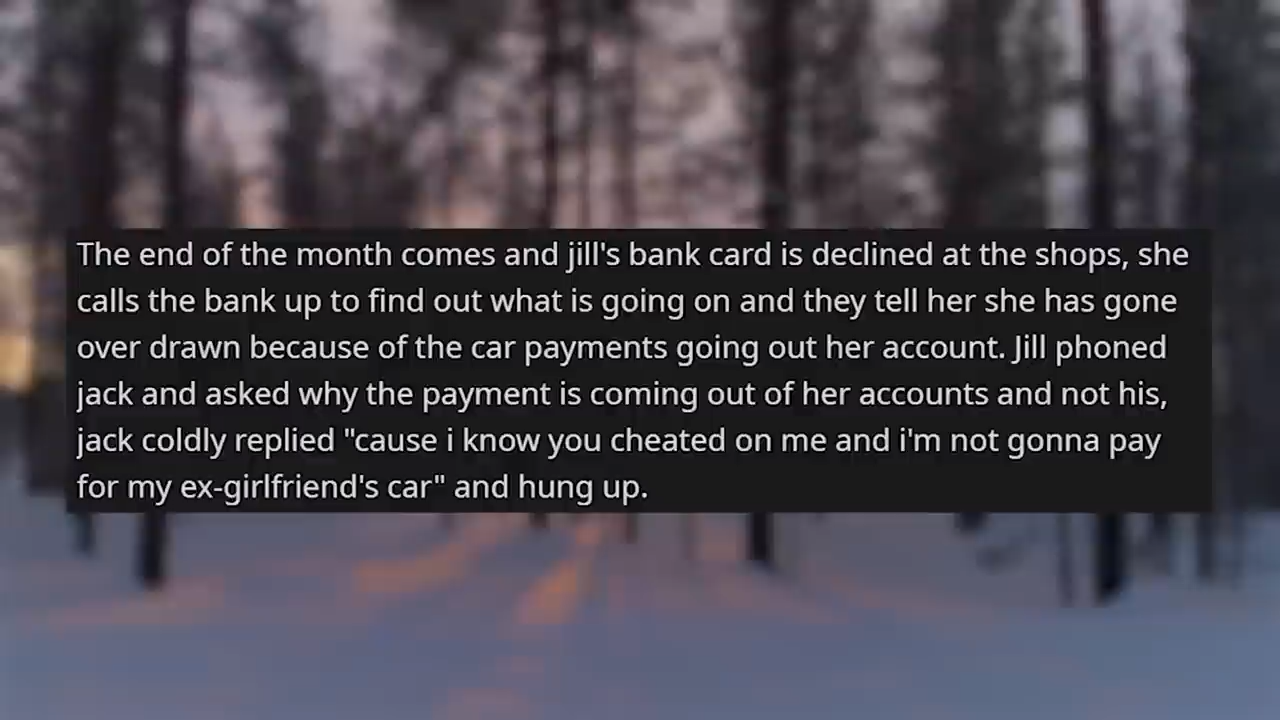 The end of the month comes and jill's bank card is declined at the shops, she
calls the bank up to find out what is going on and they tell her she has gone
over drawn because of the car payments going out her account. Jill phoned
jack and asked why the payment is coming out of her accounts and not his,
jack coldly replied "cause i know you cheated on me and i'm not gonna pay
for my ex-girlfriend's car" and hung up.